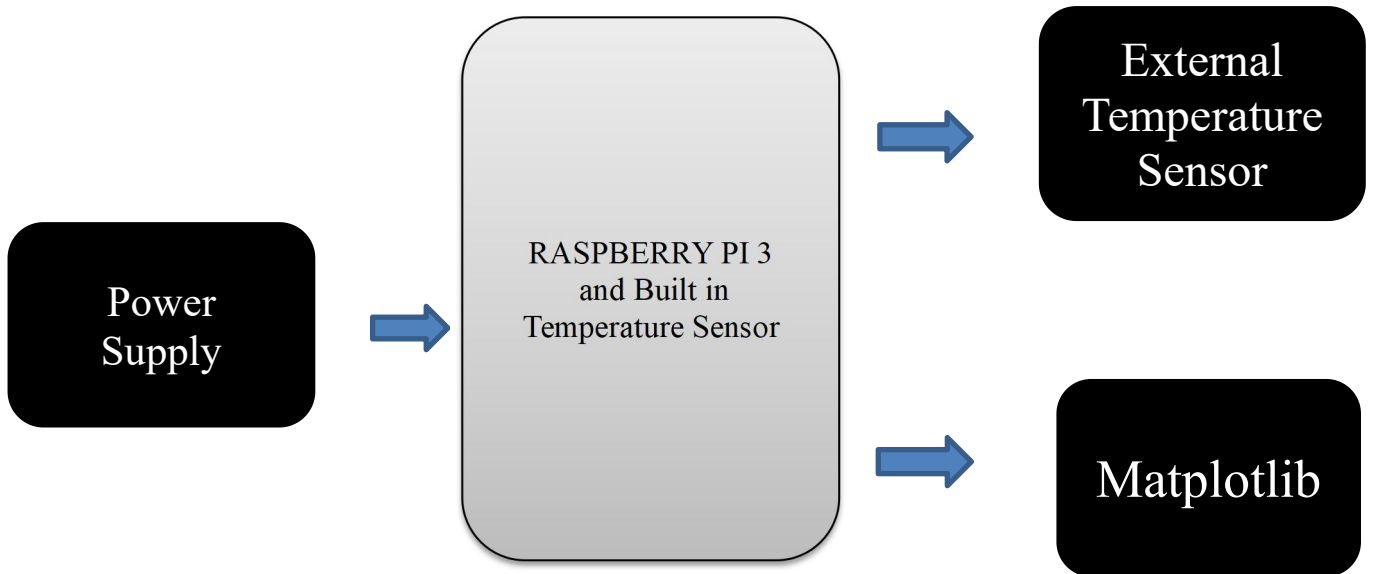 Power
Supply
RASPBERRY PI 3
and Built in
Temperature Sensor
External
Temperature
Sensor
Matplotlib